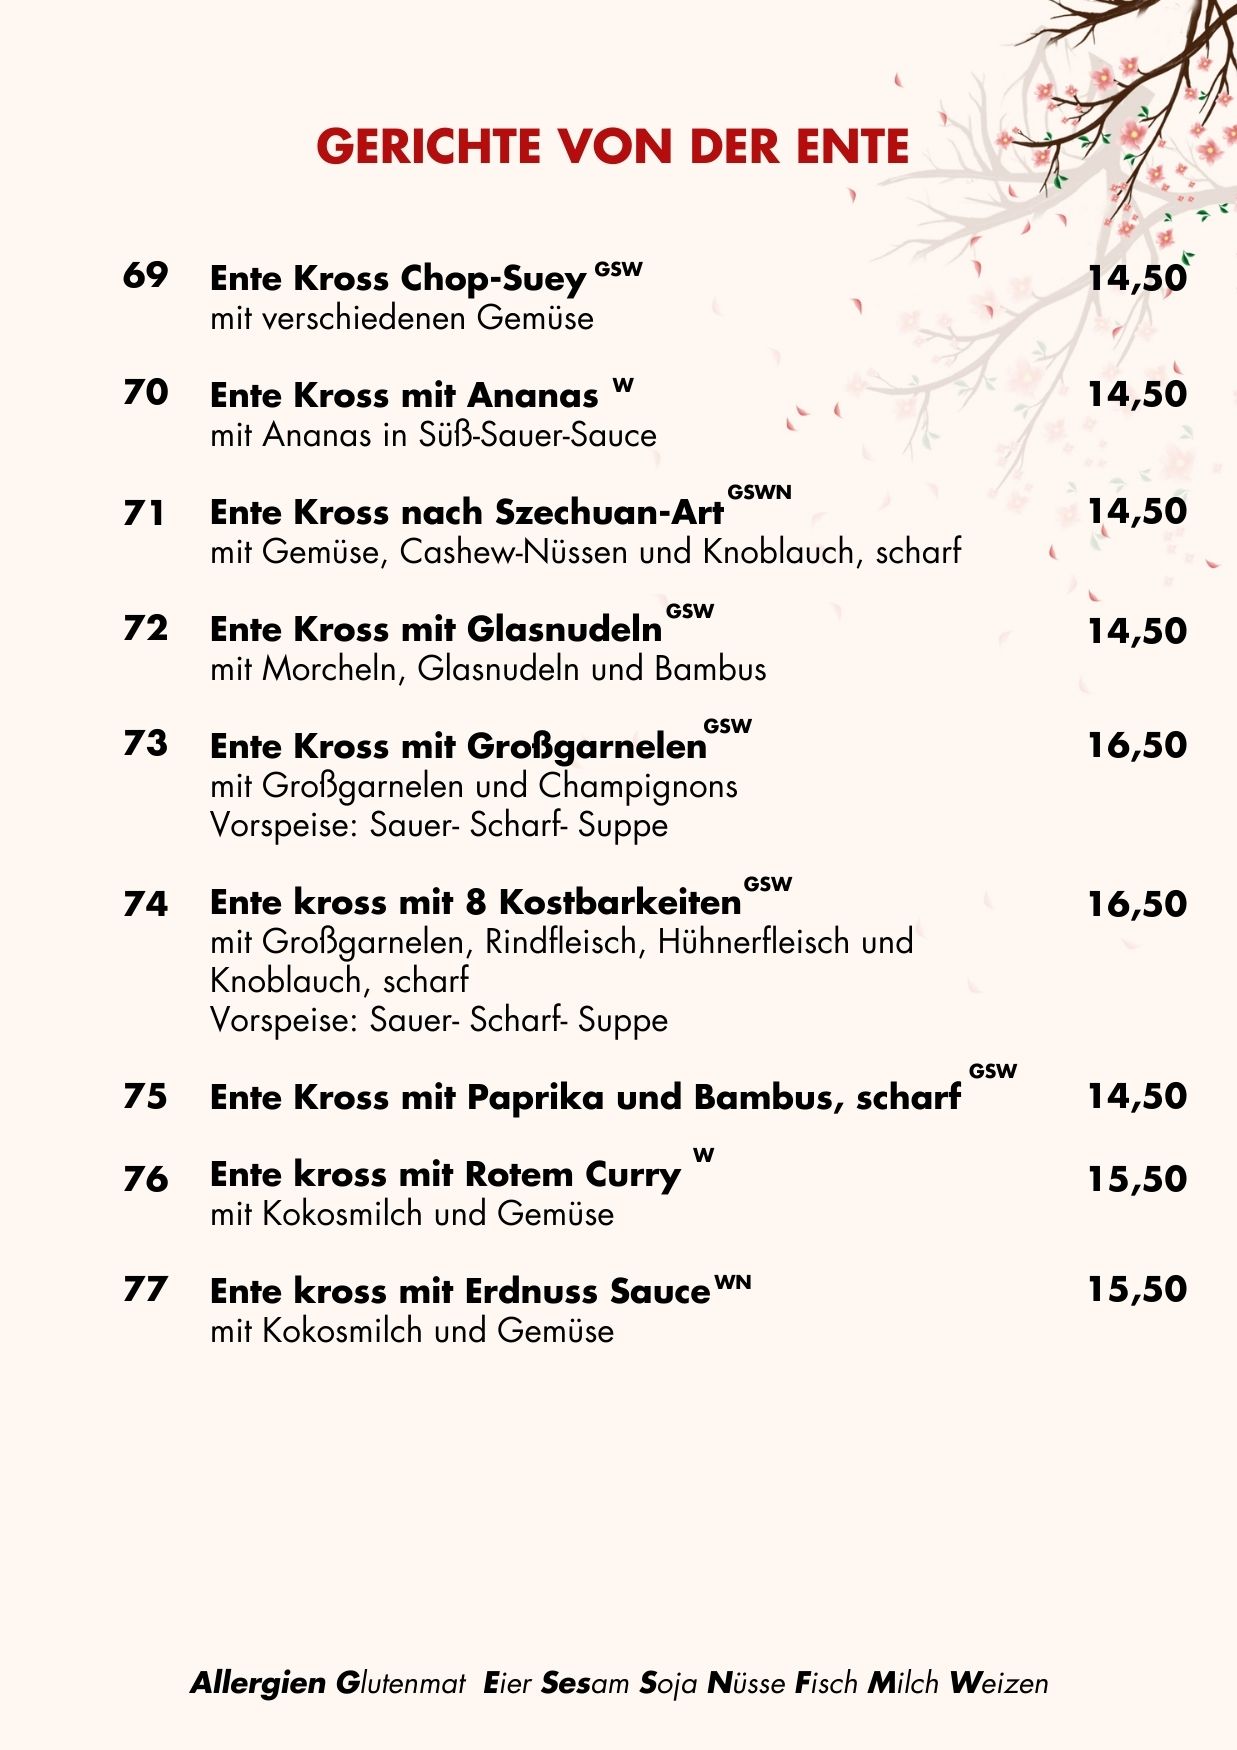 GERICHTE VON DER ENTE
69 Ente Kross Chop-Suey GSW 14,50
mit verschiedenen Gemüse
70 Ente Kross mit Ananas W 14,50
mit Ananas in Süß-Sauer-Sauce
71 Ente Kross nach Szechuan-Art GSWN 14,50
mit Gemüse, Cashew-Nüssen und Knoblauch, scharf
72 Ente Kross mit Glasnudeln GSW 14,50
mit Morcheln, Glasnudeln und Bambus
73 Ente Kross mit Großgarnelen GSW 16,50
mit Großgarnelen und Champignons
Vorspeise: Sauer- Scharf- Suppe
74 Ente kross mit 8 Kostbarkeiten GSW 16,50
mit Großgarnelen, Rindfleisch, Hühnerfleisch und
Knoblauch, scharf
Vorspeise: Sauer- Scharf- Suppe
75 Ente Kross mit Paprika und Bambus, scharf GSW 14,50
76 Ente kross mit Rotem Curry W 15,50
mit Kokosmilch und Gemüse
77 Ente kross mit Erdnuss Sauce WN 15,50
mit Kokosmilch und Gemüse
Allergien Glutenmat Eier Sesam Soja Nüsse Fisch Milch Weizen